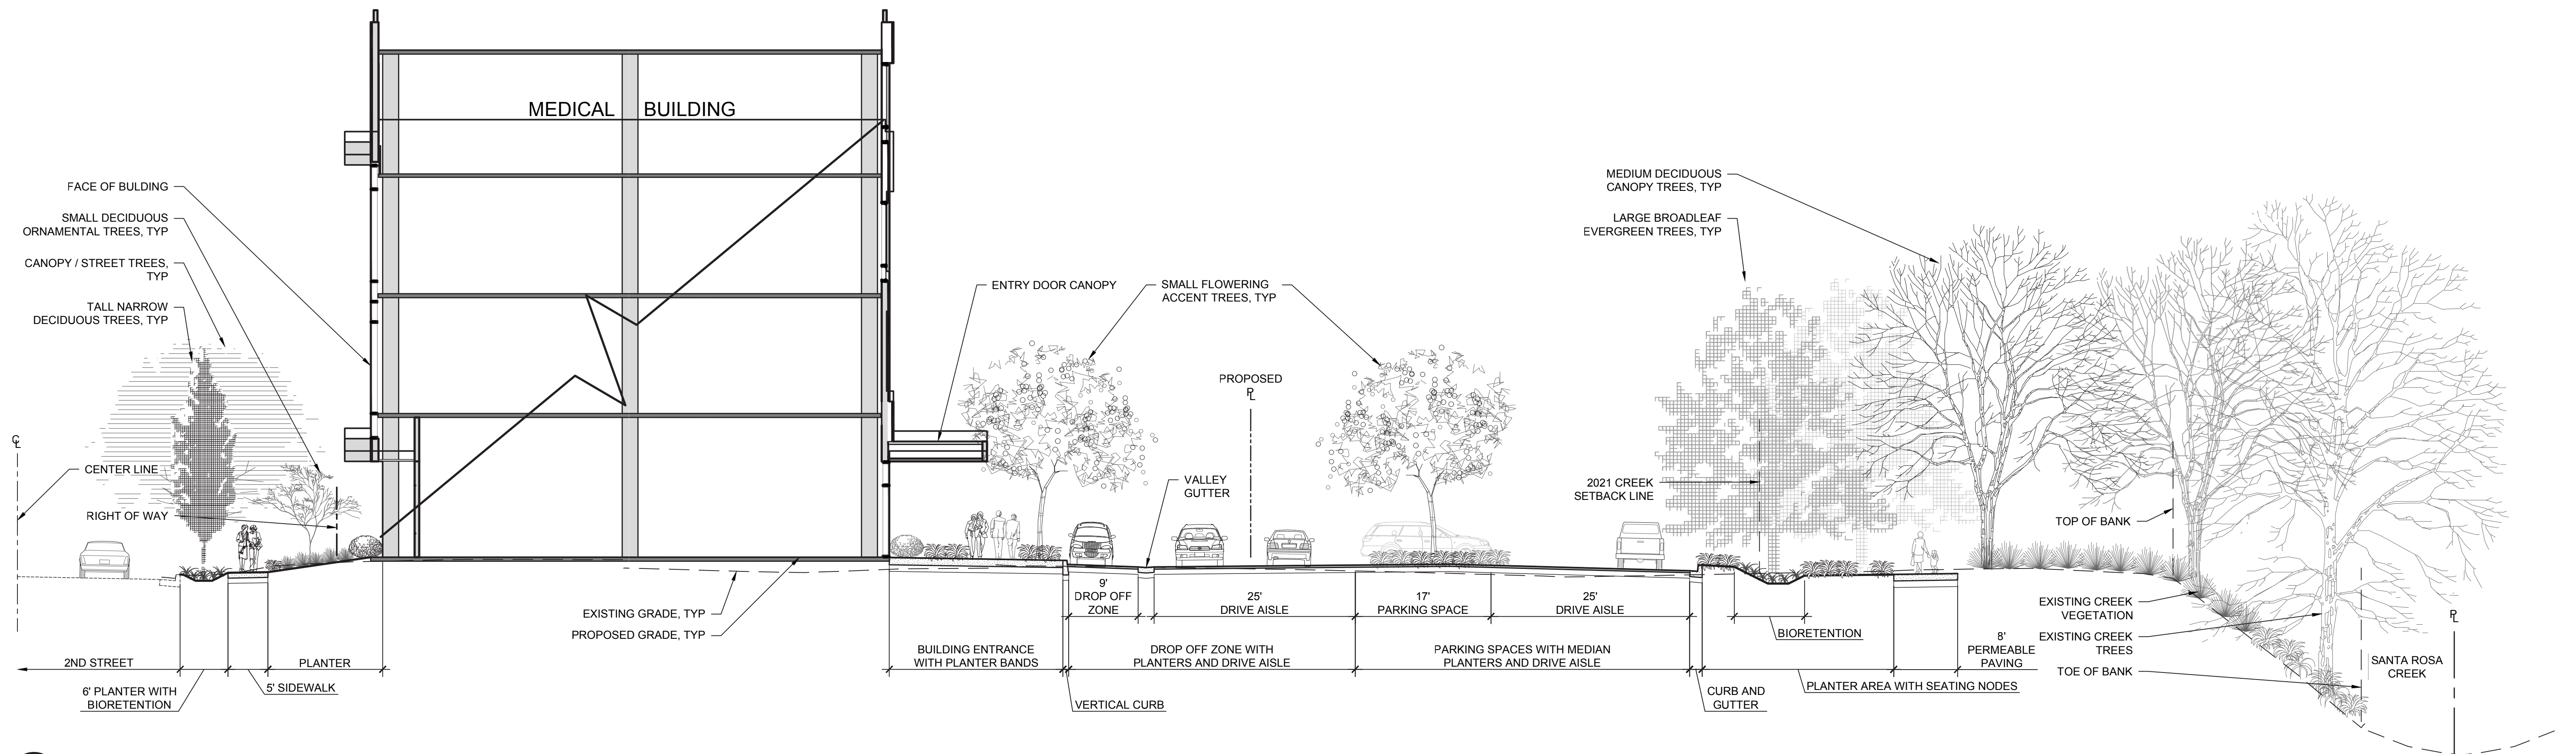 MEDICAL BUILDING
FACE OF BULDING
SMALL DECIDUOUS
ORNAMENTAL TREES, TYP
CANOPY / STREET TREES,
TYP
TALL NARROW
DECIDUOUS TREES, TYP
CENTER LINE
RIGHT OF WAY
EXISTING GRADE, TYP
PROPOSED GRADE, TYP
2ND STREET
6' PLANTER WITH
BIORETENTION
5' SIDEWALK
PLANTER
ENTRY DOOR CANOPY
SMALL FLOWERING
ACCENT TREES, TYP
PROPOSED
PL
VALLEY
GUTTER
9'
DROP OFF
ZONE
25'
DRIVE AISLE
17'
PARKING SPACE
25'
DRIVE AISLE
BUILDING ENTRANCE
WITH PLANTER BANDS
VERTICAL CURB
DROP OFF ZONE WITH
PLANTERS AND DRIVE AISLE
PARKING SPACES WITH MEDIAN
PLANTERS AND DRIVE AISLE
CURB AND
GUTTER
MEDIUM DECIDUOUS
CANOPY TREES, TYP
LARGE BROADLEAF
EVERGREEN TREES, TYP
2021 CREEK
SETBACK LINE
BIORETENTION
PLANTER AREA WITH SEATING NODES
8'
PERMEABLE
PAVING
TOP OF BANK
EXISTING CREEK
VEGETATION
EXISTING CREEK
TREES
TOE OF BANK
SANTA ROSA
CREEK
PL
CL